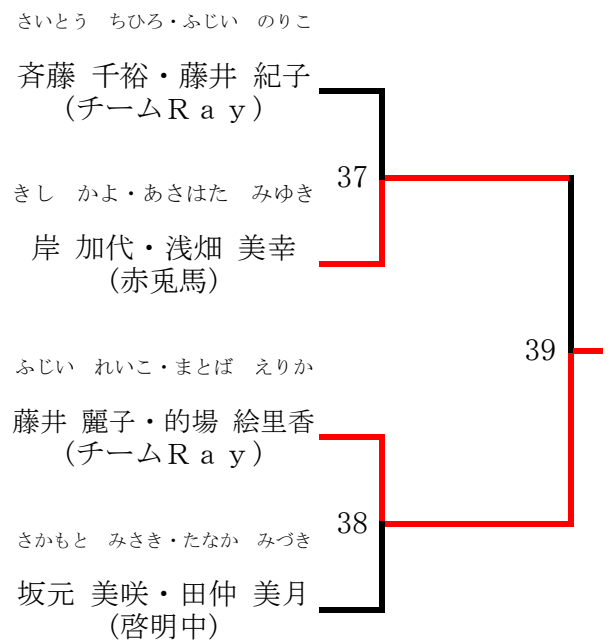 さいとう　ちひろ・ふじい　のりこ
斉藤 千裕・藤井 紀子
(チームＲａｙ)
37
きし　かよ・あさはた　みゆき
岸 加代・浅畑 美幸
(赤兎馬)
39
ふじい　れいこ・まとば　えりか
藤井 麗子・的場 絵里香
(チームＲａｙ)
38
さかもと　みさき・たなか　みづき
坂元 美咲・田仲 美月
(啓明中)